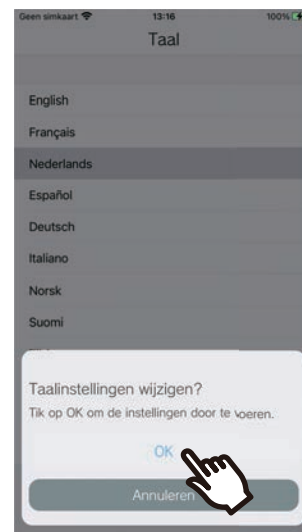 Geen simkaart 13:16 100%
Taal
English
Français
Nederlands
Español
Deutsch
Italiano
Norsk
Suomi
Taalinstellingen wijzigen?
Tik op OK om de instellingen door te voeren.
OK
Annuleren